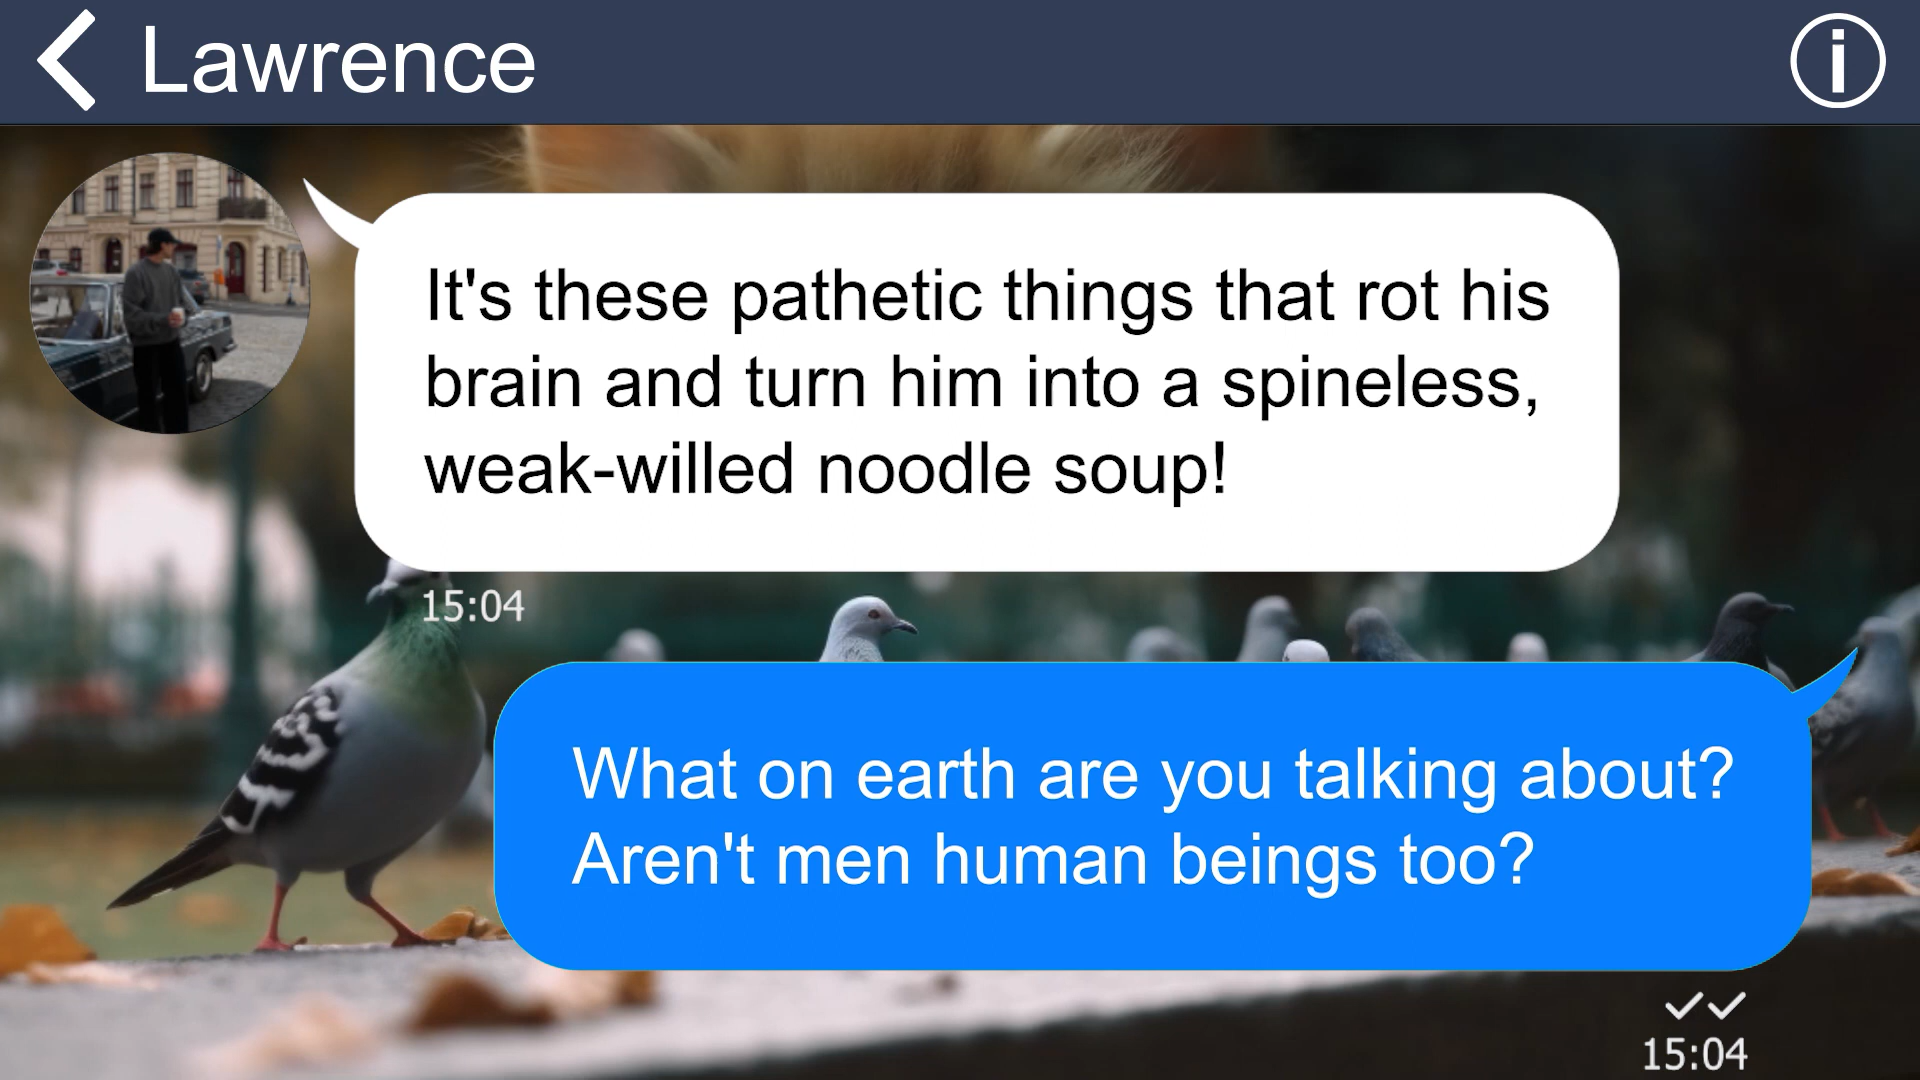 Lawrence
It's these pathetic things that rot his
brain and turn him into a spineless,
weak-willed noodle soup!
15:04
What on earth are you talking about?
Aren't men human beings too?
15:04